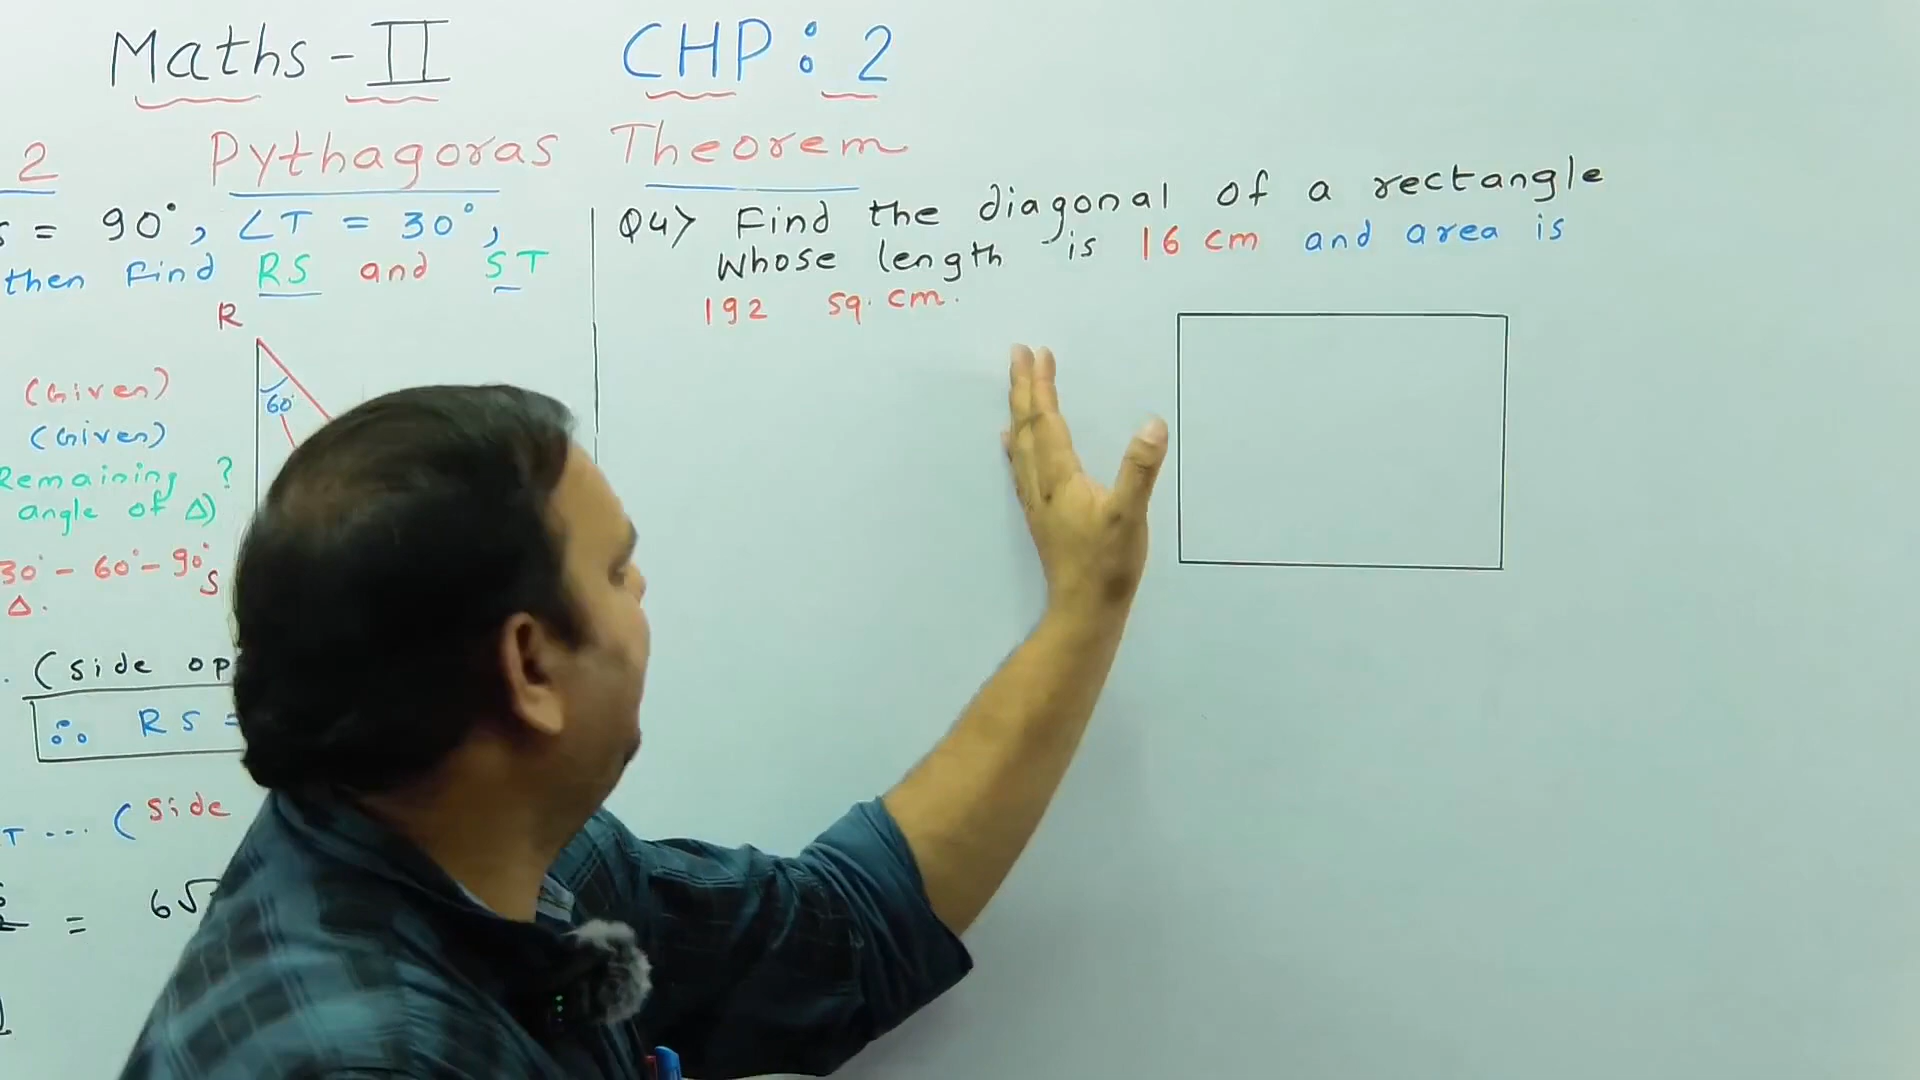 Maths - II CHP : 2
2 Pythagoras Theorem
= 90°, ∠T = 30°,
then find RS and ST
R
60°
(Given)
(Given)
Remaining ?
angle of Δ)
30° - 60° - 90°
Δ.
S
(side op
∴ RS =
T ... (side
= 6√
Q4> Find the diagonal of a rectangle
whose length is 16 cm and area is
192 sq. cm.